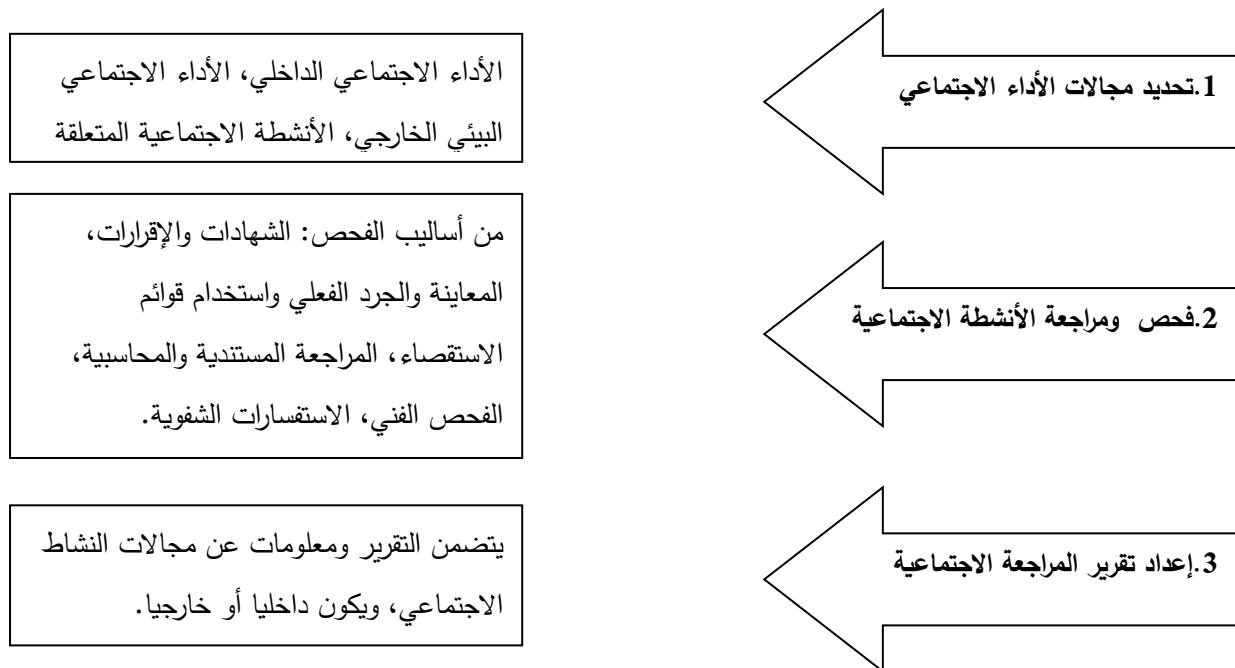 1.تحديد مجالات الأداء الاجتماعي
الأداء الاجتماعي الداخلي، الأداء الاجتماعي
البيئي الخارجي، الأنشطة الاجتماعية المتعلقة
2.فحص ومراجعة الأنشطة الاجتماعية
من أساليب الفحص: الشهادات والإقرارات،
المعاينة والجرد الفعلي واستخدام قوائم
الاستقصاء، المراجعة المستندية والمحاسبية،
الفحص الفني، الاستفسارات الشفوية.
3.إعداد تقرير المراجعة الاجتماعية
يتضمن التقرير ومعلومات عن مجالات النشاط
الاجتماعي، ويكون داخليا أو خارجيا.